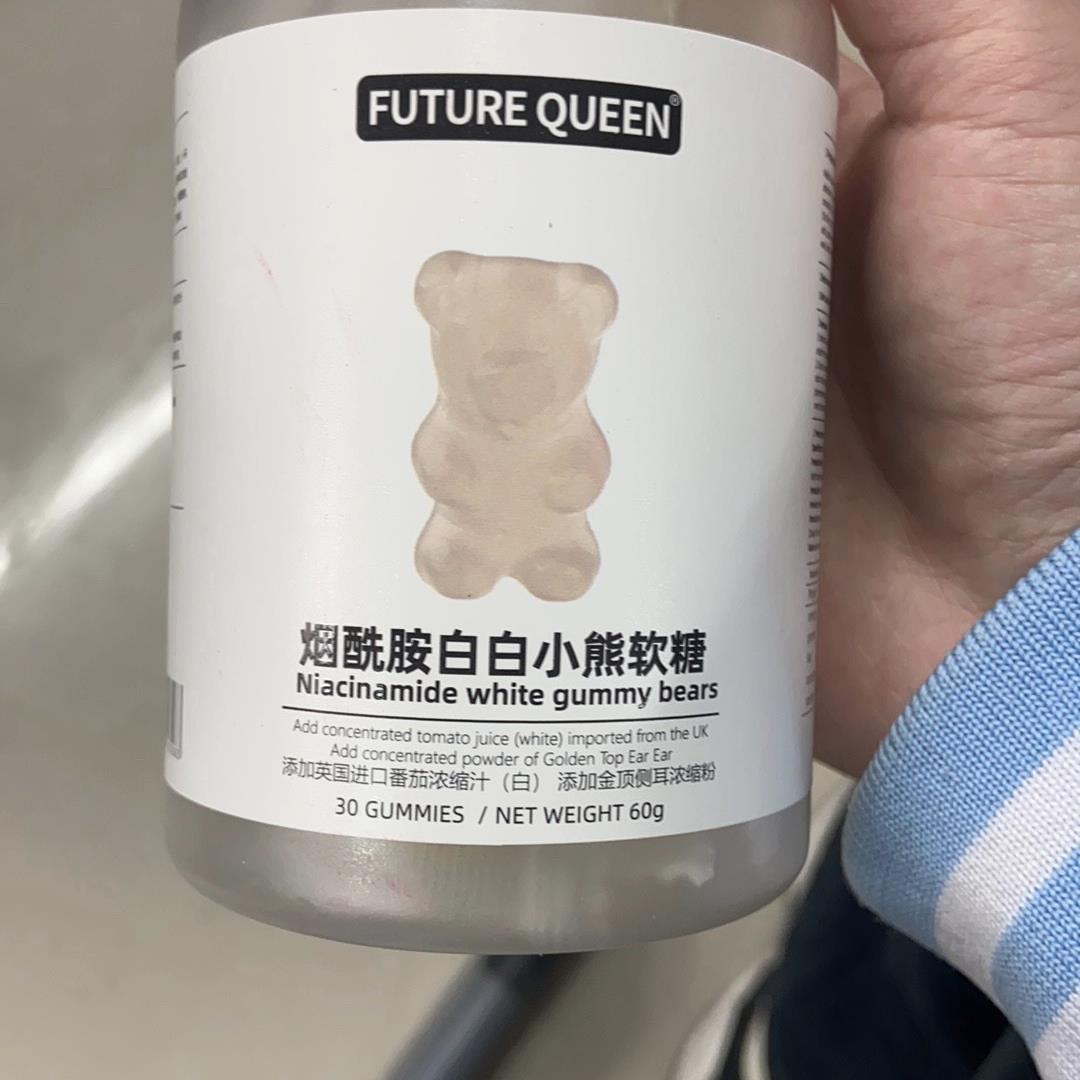 FUTURE QUEEN®
烟酰胺白白小熊软糖
Niacinamide white gummy bears
Add concentrated tomato juice (white) imported from the UK
Add concentrated powder of Golden Top Ear Ear
添加英国进口番茄浓缩汁（白） 添加金顶侧耳浓缩粉
30 GUMMIES / NET WEIGHT 60g